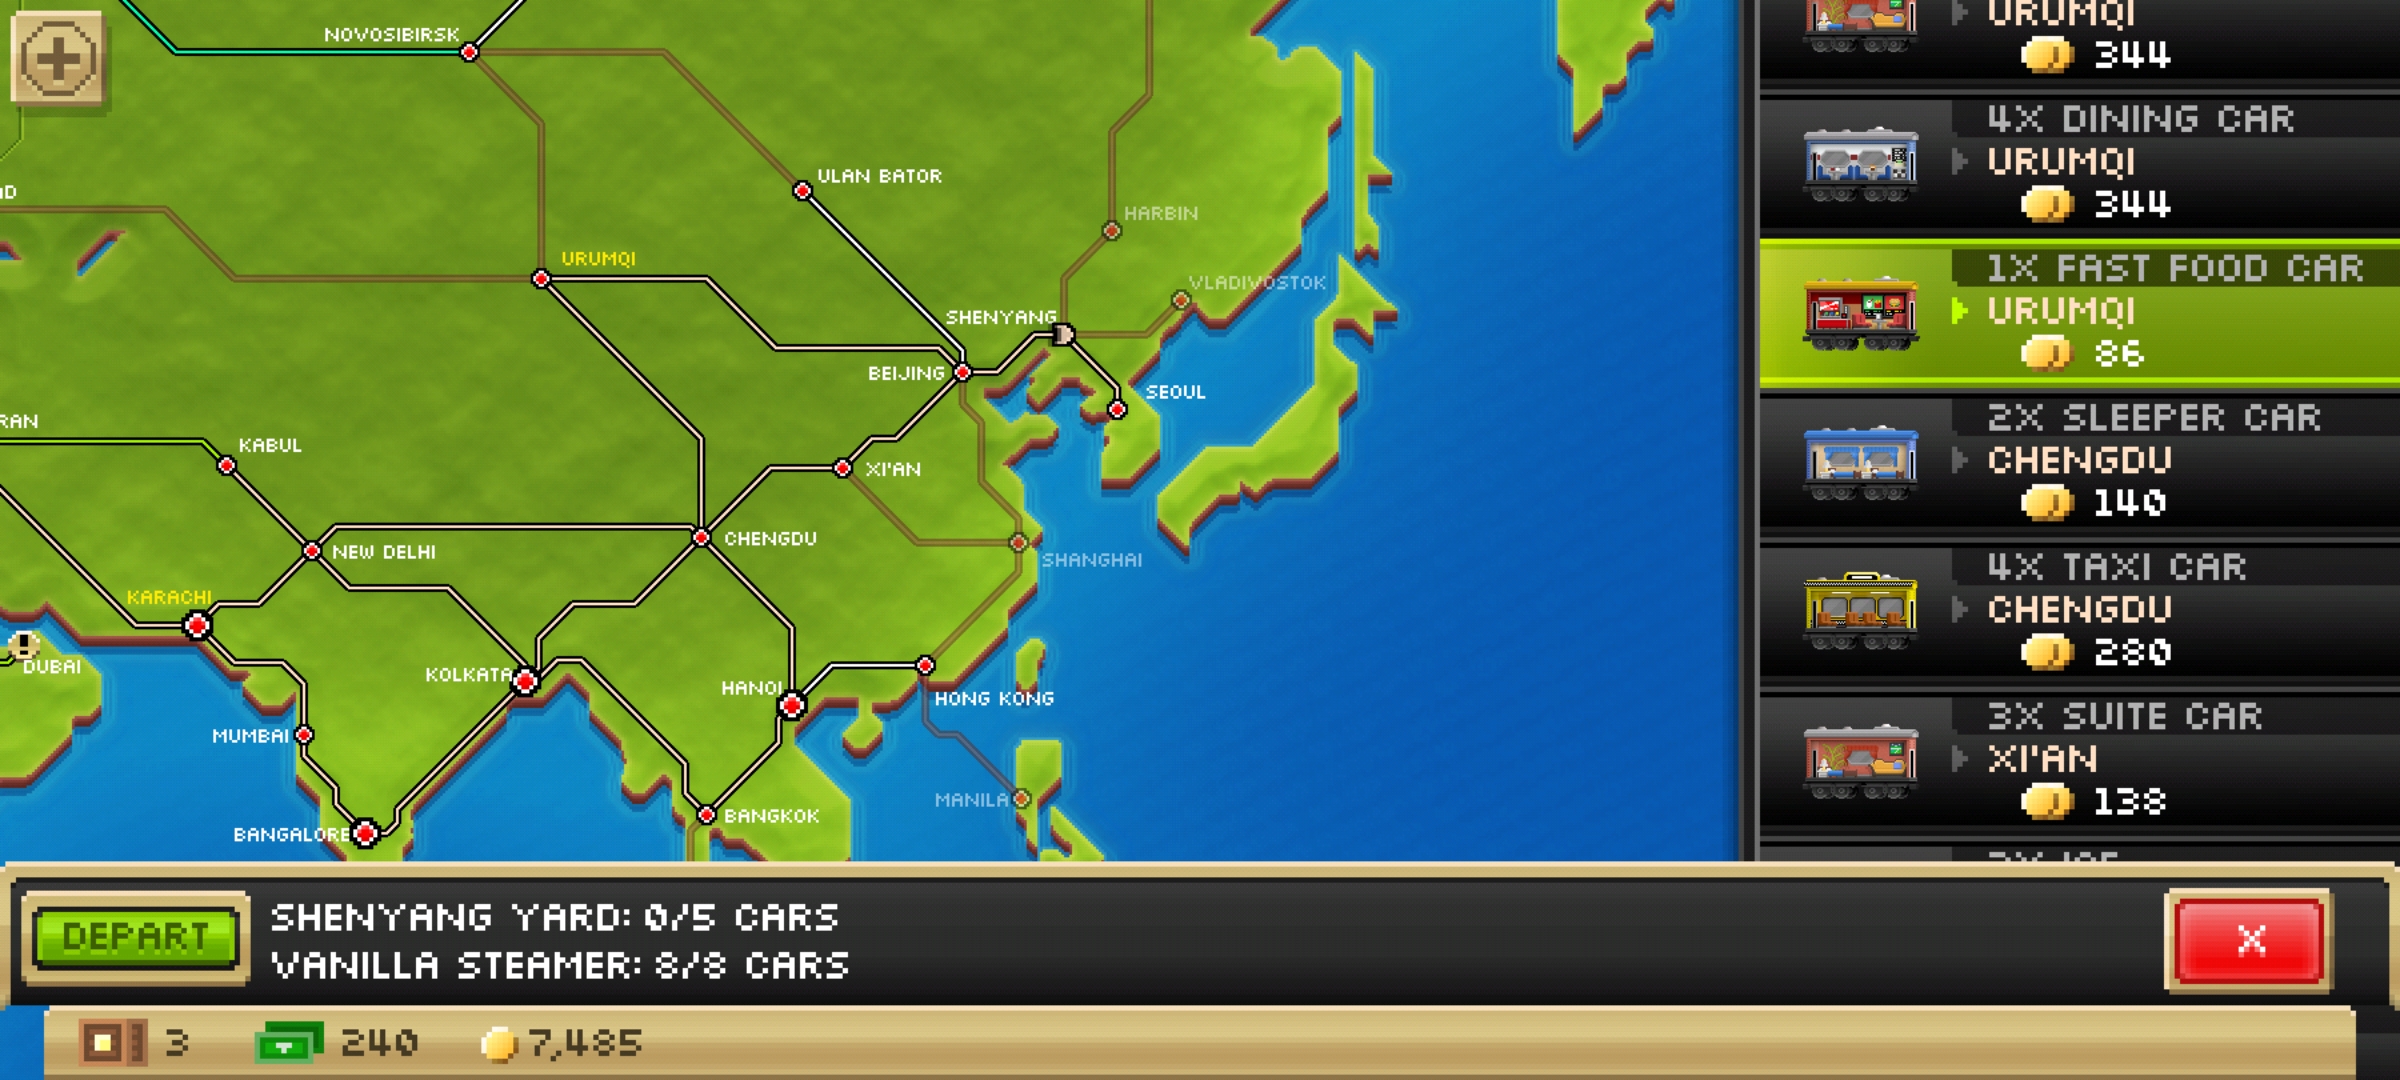 NOVOSIBIRSK
ULAN BATOR
HARBIN
URUMQI
VLADIVOSTOK
SHENYANG
BEIJING
SEOUL
KABUL
XI'AN
CHENGDU
NEW DELHI
SHANGHAI
KARACHI
DUBAI
KOLKATA
HANOI
HONG KONG
MUMBAI
MANILA
BANGKOK
BANGALORE
URUMQI
344
4X DINING CAR
URUMQI
344
1X FAST FOOD CAR
URUMQI
86
2X SLEEPER CAR
CHENGDU
140
4X TAXI CAR
CHENGDU
280
3X SUITE CAR
XI'AN
138
DEPART
SHENYANG YARD: 0/5 CARS
VANILLA STEAMER: 8/8 CARS
X
3
240
7,485